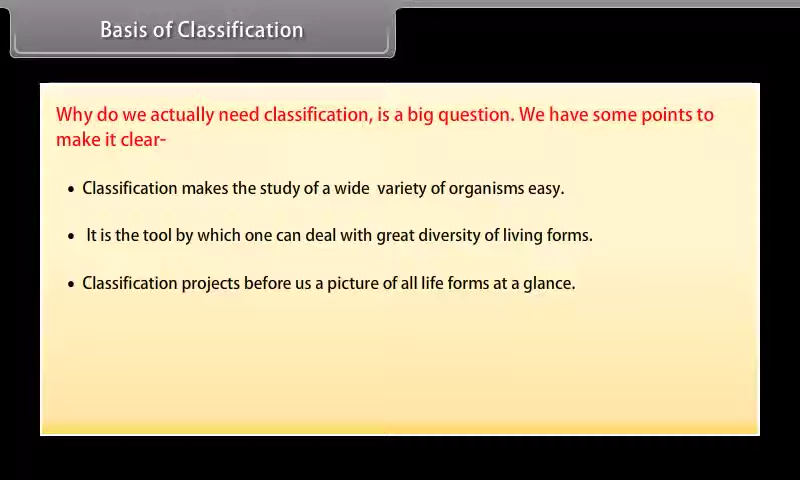 Basis of Classification
Why do we actually need classification, is a big question. We have some points to
make it clear-
• Classification makes the study of a wide variety of organisms easy.
• It is the tool by which one can deal with great diversity of living forms.
• Classification projects before us a picture of all life forms at a glance.